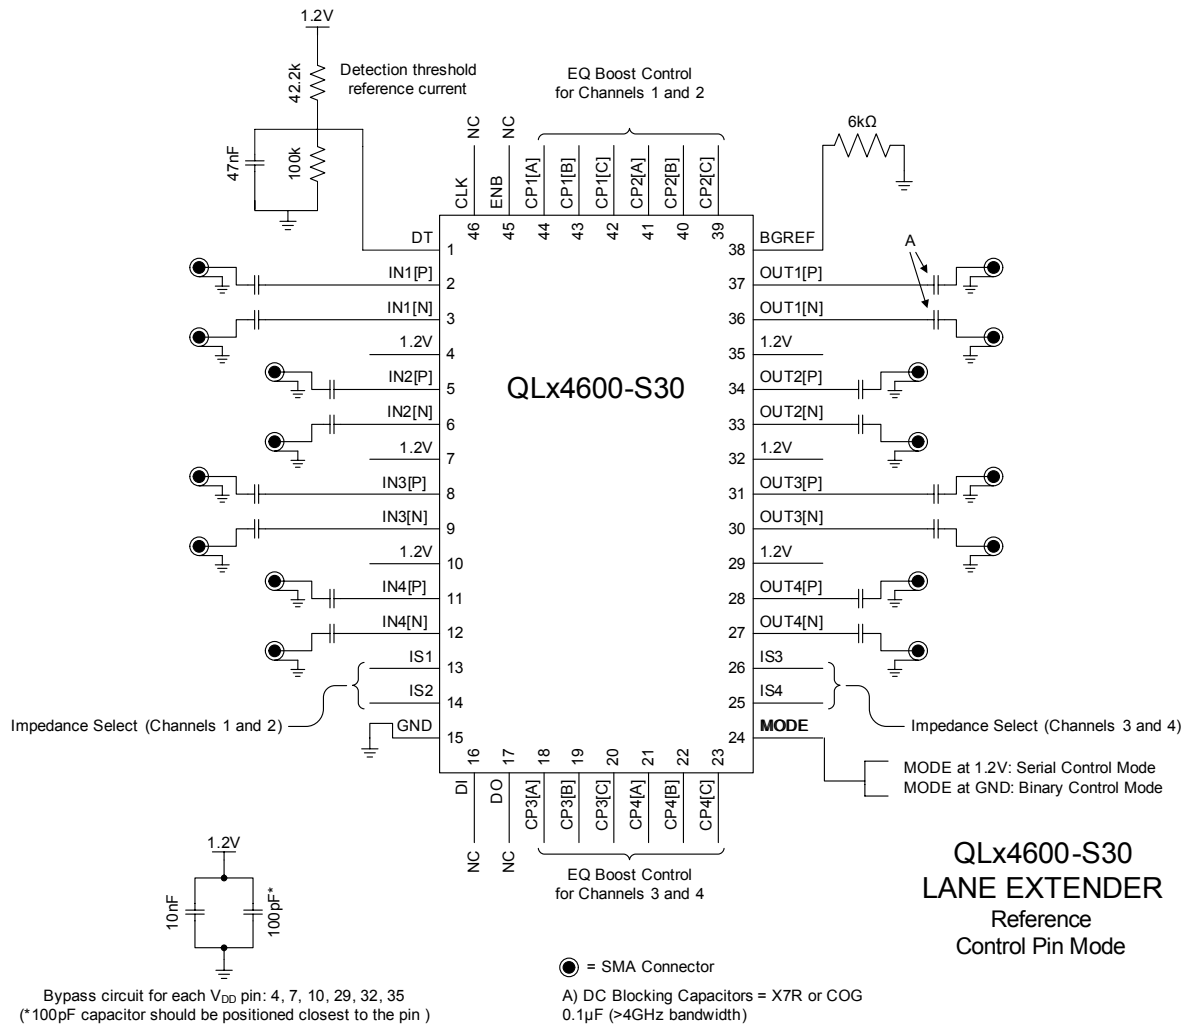 1.2V
42.2k
Detection threshold
reference current
47nF
100k
EQ Boost Control
for Channels 1 and 2
NC
NC
6kΩ
CLK
ENB
CP1[A]
CP1[B]
CP1[C]
CP2[A]
CP2[B]
CP2[C]
46
45
44
43
42
41
40
39
DT
1
IN1[P]
2
IN1[N]
3
1.2V
4
IN2[P]
5
IN2[N]
6
1.2V
7
IN3[P]
8
IN3[N]
9
1.2V
10
IN4[P]
11
IN4[N]
12
IS1
13
IS2
14
GND
15
Impedance Select (Channels 1 and 2)
QLx4600-S30
38
BGREF
A
37
OUT1[P]
36
OUT1[N]
35
1.2V
34
OUT2[P]
33
OUT2[N]
32
1.2V
31
OUT3[P]
30
OUT3[N]
29
1.2V
28
OUT4[P]
27
OUT4[N]
26
IS3
25
IS4
24
MODE
Impedance Select (Channels 3 and 4)
MODE at 1.2V: Serial Control Mode
MODE at GND: Binary Control Mode
16
17
18
19
20
21
22
23
DI
DO
CP3[A]
CP3[B]
CP3[C]
CP4[A]
CP4[B]
CP4[C]
NC
NC
EQ Boost Control
for Channels 3 and 4
1.2V
10nF
100pF*
Bypass circuit for each VDD pin: 4, 7, 10, 29, 32, 35
(*100pF capacitor should be positioned closest to the pin )
= SMA Connector
A) DC Blocking Capacitors = X7R or COG
0.1µF (>4GHz bandwidth)
QLx4600-S30
LANE EXTENDER
Reference
Control Pin Mode